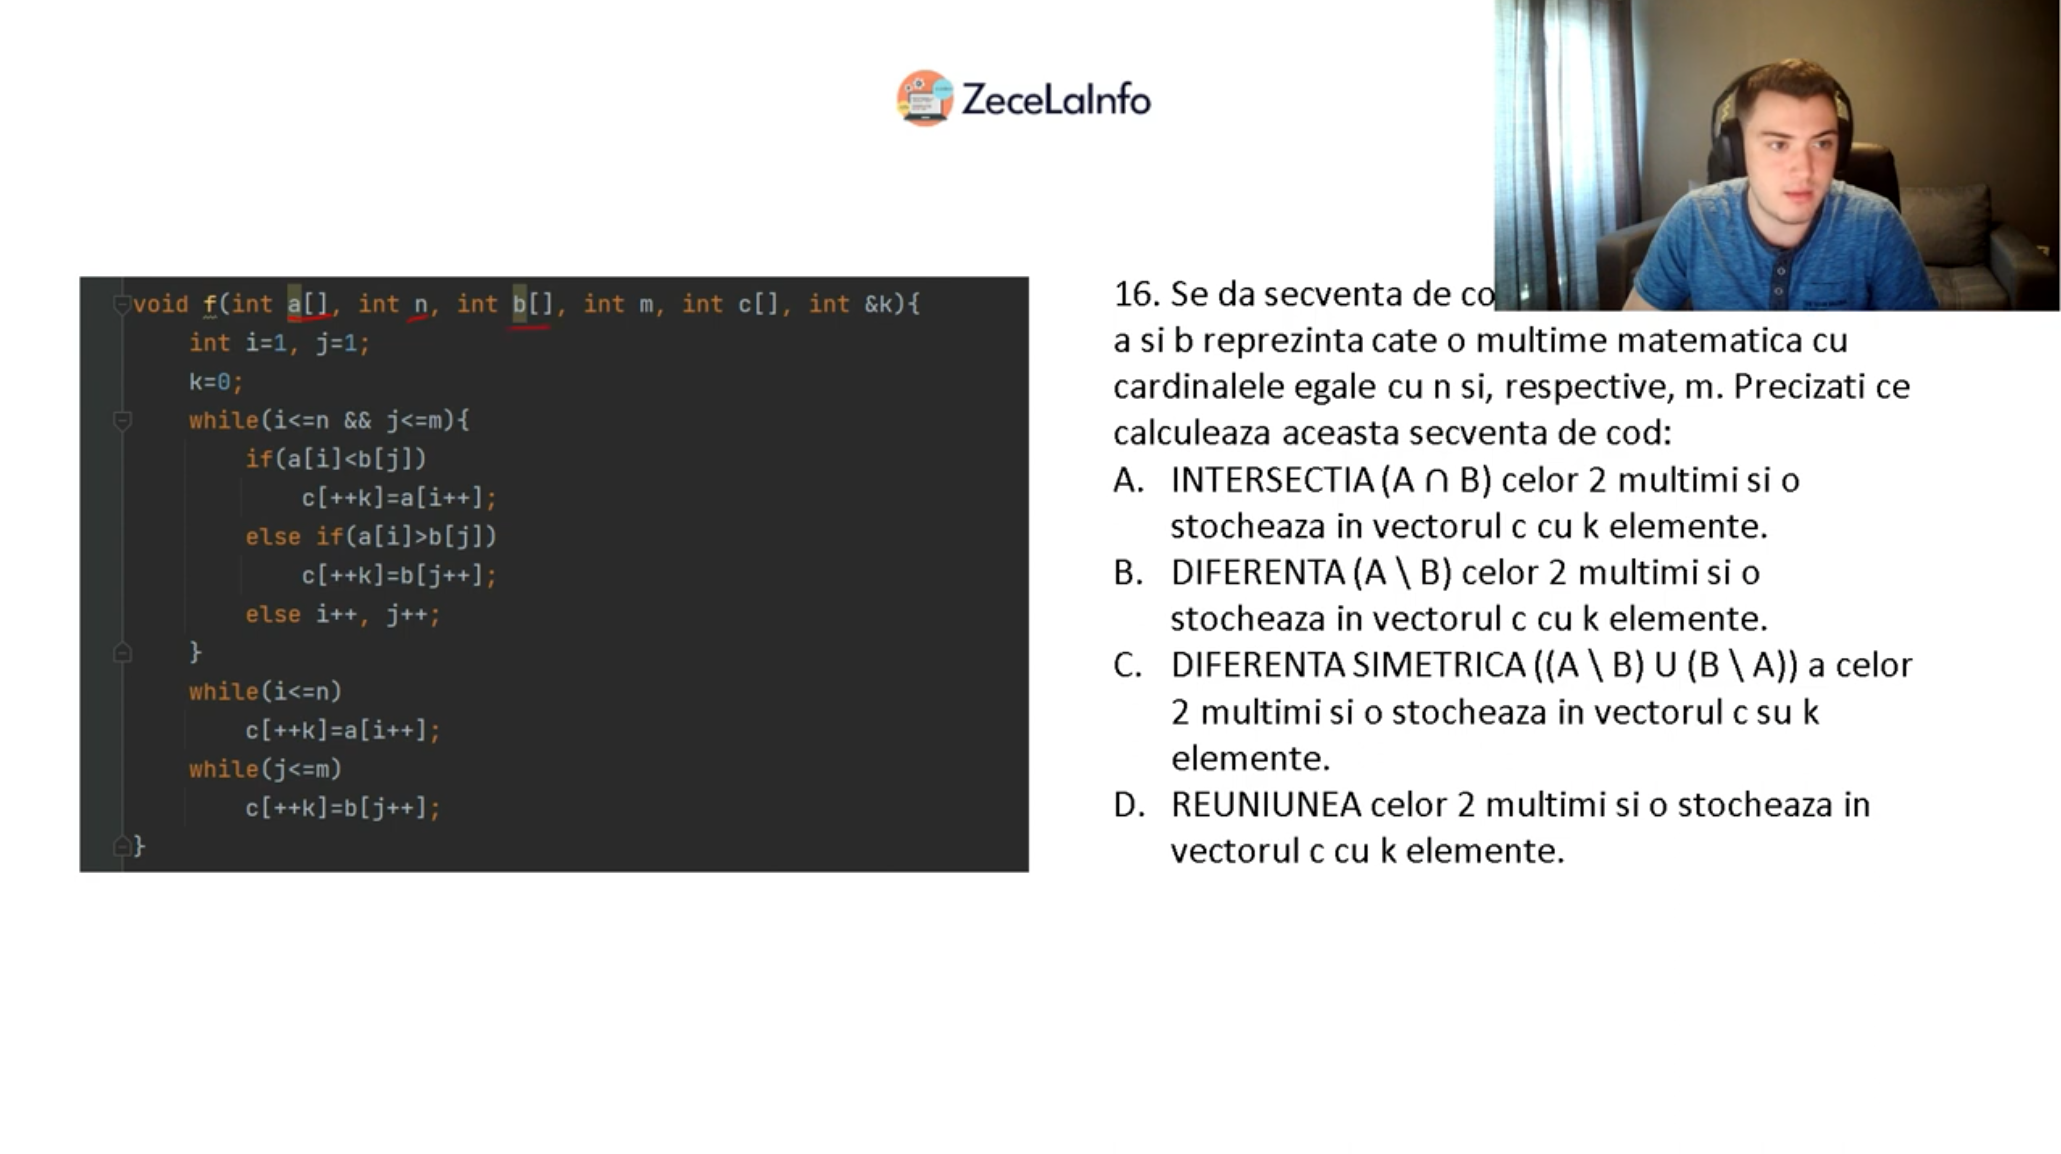 ZeceLaInfo
void f(int a[], int n, int b[], int m, int c[], int &k){
int i=1, j=1;
k=0;
while(i<=n && j<=m){
if(a[i]<b[j])
c[++k]=a[i++];
else if(a[i]>b[j])
c[++k]=b[j++];
else i++, j++;
}
while(i<=n)
c[++k]=a[i++];
while(j<=m)
c[++k]=b[j++];
}
16. Se da secventa de co
a si b reprezinta cate o multime matematica cu
cardinalele egale cu n si, respective, m. Precizati ce
calculeaza aceasta secventa de cod:
A. INTERSECTIA (A ∩ B) celor 2 multimi si o
stocheaza in vectorul c cu k elemente.
B. DIFERENTA (A \ B) celor 2 multimi si o
stocheaza in vectorul c cu k elemente.
C. DIFERENTA SIMETRICA ((A \ B) U (B \ A)) a celor
2 multimi si o stocheaza in vectorul c su k
elemente.
D. REUNIUNEA celor 2 multimi si o stocheaza in
vectorul c cu k elemente.